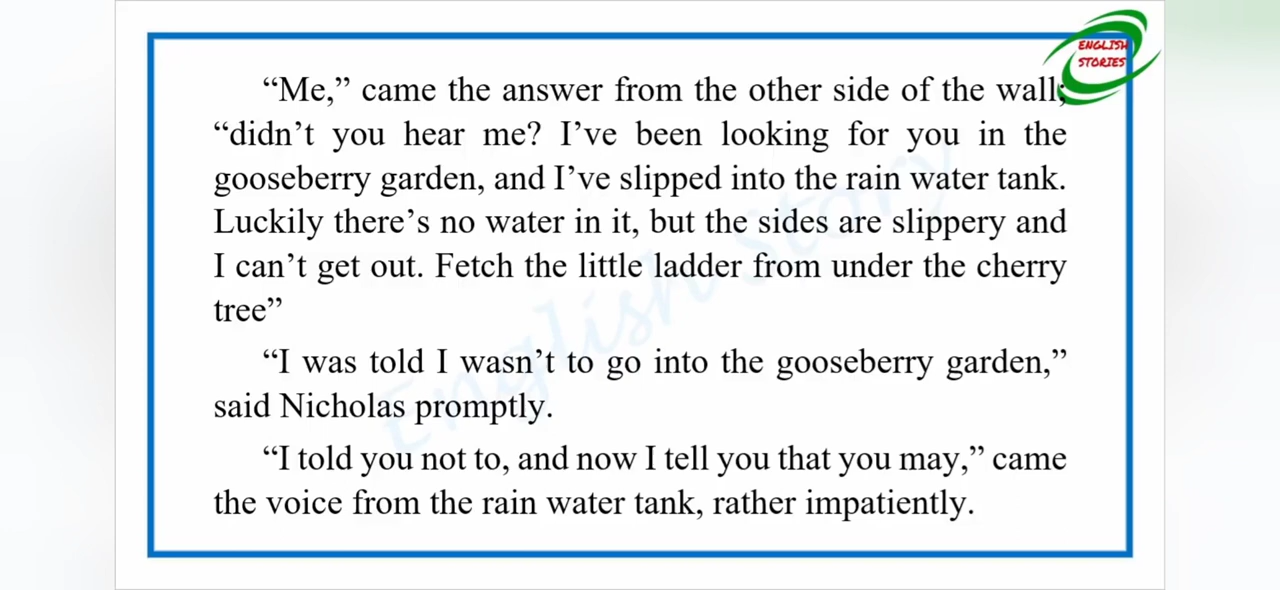 ENGLISH
STORIES
“Me,” came the answer from the other side of the wall;
“didn’t you hear me? I’ve been looking for you in the
gooseberry garden, and I’ve slipped into the rain water tank.
Luckily there’s no water in it, but the sides are slippery and
I can’t get out. Fetch the little ladder from under the cherry
tree”
“I was told I wasn’t to go into the gooseberry garden,”
said Nicholas promptly.
“I told you not to, and now I tell you that you may,” came
the voice from the rain water tank, rather impatiently.
English Story